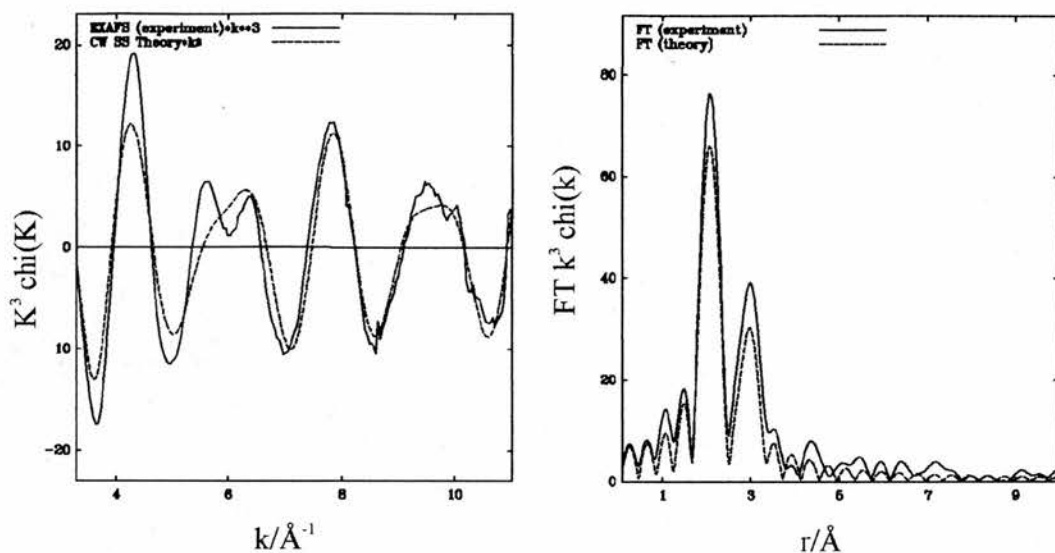 EXAFS (experiment)*k**3
CW SS Theory*k³
20
10
0
10
-20
4
6
8
10
K³ chi(K)
k/Å⁻¹
FT (experiment)
FT (theory)
80
60
40
20
0
1
3
5
7
9
FT k³ chi(k)
r/Å